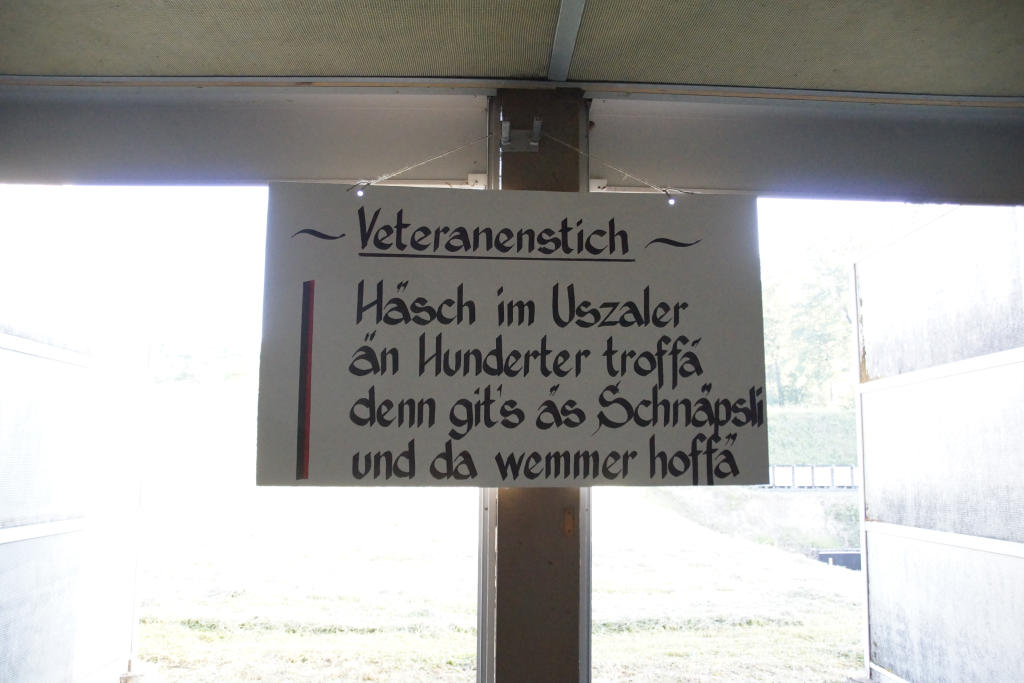 ~ Veteranenstich ~
Häsch im Uszaler
än Hunderter troffä
denn git's äs Schnäpsli
und da wemmer hoffä